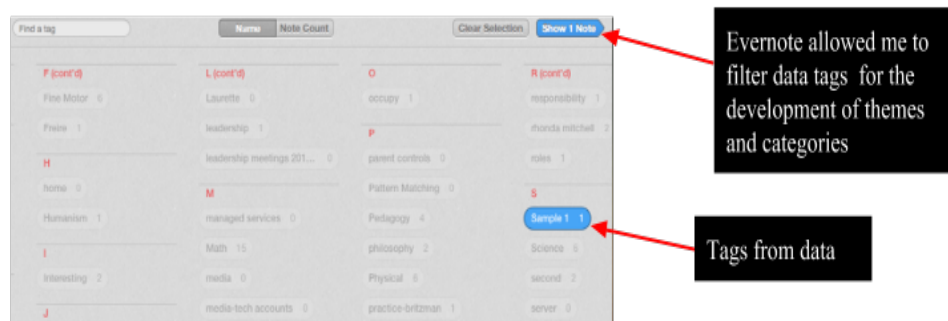 Find a tag
Name Note Count
Clear Selection Show 1 Note
F (cont'd)
Fine Motor 6
Freire 1
H
home 0
Humanism 1
I
Interesting 2
J
L (cont'd)
Laurette 0
leadership 1
leadership meetings 201... 0
M
managed services 0
Math 15
media 0
media-tech accounts 0
O
occupy 1
P
parent controls 0
Pattern Matching 0
Pedagogy 4
philosophy 2
Physical 6
practice-britzman 1
R (cont'd)
responsibility 1
rhonda mitchell 2
roles 1
S
Sample 1 1
Science
second 2
server 0
Evernote allowed me to
filter data tags for the
development of themes
and categories
Tags from data